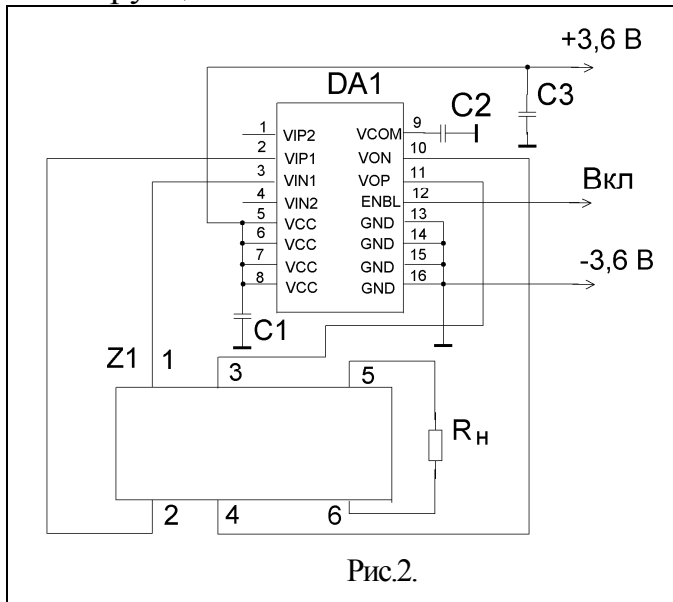 +3,6 В
DA1
C2
C3
1 VIP2 VCOM 9
2 VIP1 VON 10
3 VIN1 VOP 11
4 VIN2 ENBL 12
5 VCC GND 13
6 VCC GND 14
7 VCC GND 15
8 VCC GND 16
Вкл
-3,6 В
C1
Z1 1 3 5
Rн
2 4 6
Рис.2.